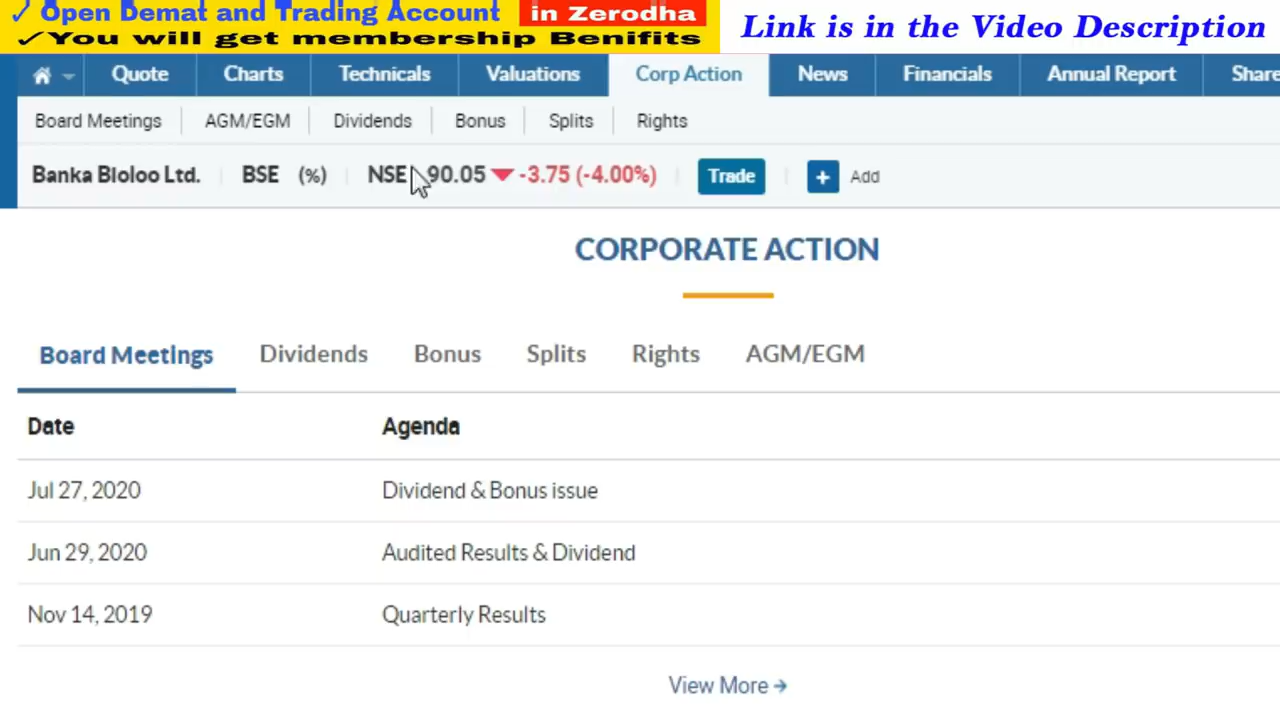 ✓ Open Demat and Trading Account in Zerodha
✓You will get membership Benifits
Link is in the Video Description
Quote Charts Technicals Valuations Corp Action News Financials Annual Report Share
Board Meetings AGM/EGM Dividends Bonus Splits Rights
Banka Bioloo Ltd. BSE (%) NSE 90.05 -3.75 (-4.00%) Trade + Add
CORPORATE ACTION
Board Meetings Dividends Bonus Splits Rights AGM/EGM
Date Agenda
Jul 27, 2020 Dividend & Bonus issue
Jun 29, 2020 Audited Results & Dividend
Nov 14, 2019 Quarterly Results
View More →